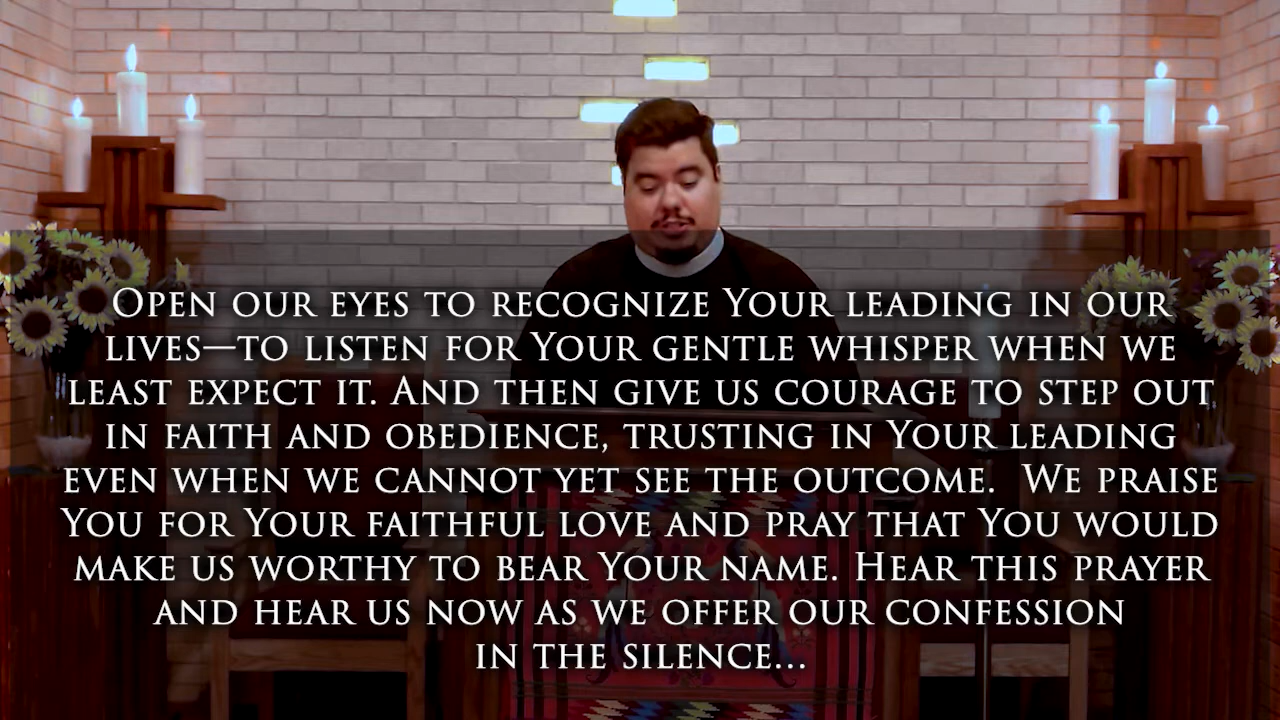 Open our eyes to recognize Your leading in our
lives—to listen for Your gentle whisper when we
least expect it. And then give us courage to step out
in faith and obedience, trusting in Your leading
even when we cannot yet see the outcome.  We praise
You for Your faithful love and pray that You would
make us worthy to bear Your name. Hear this prayer
and hear us now as we offer our confession
in the silence...